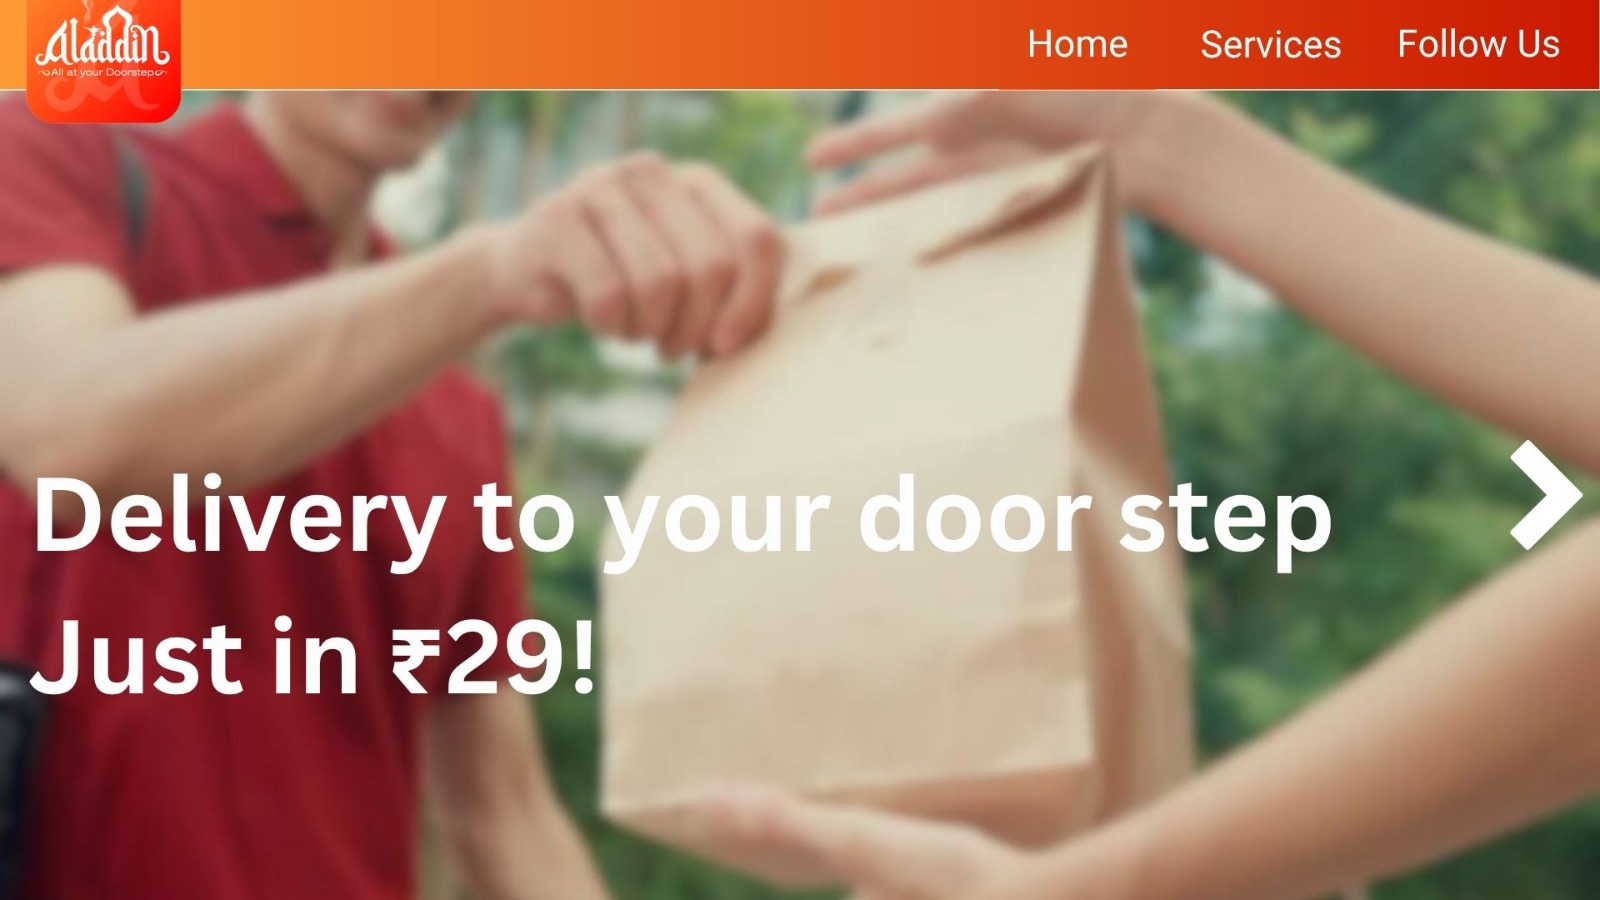 Aladdin
All at your Doorstep
Home Services Follow Us
Delivery to your door step
Just in ₹29!